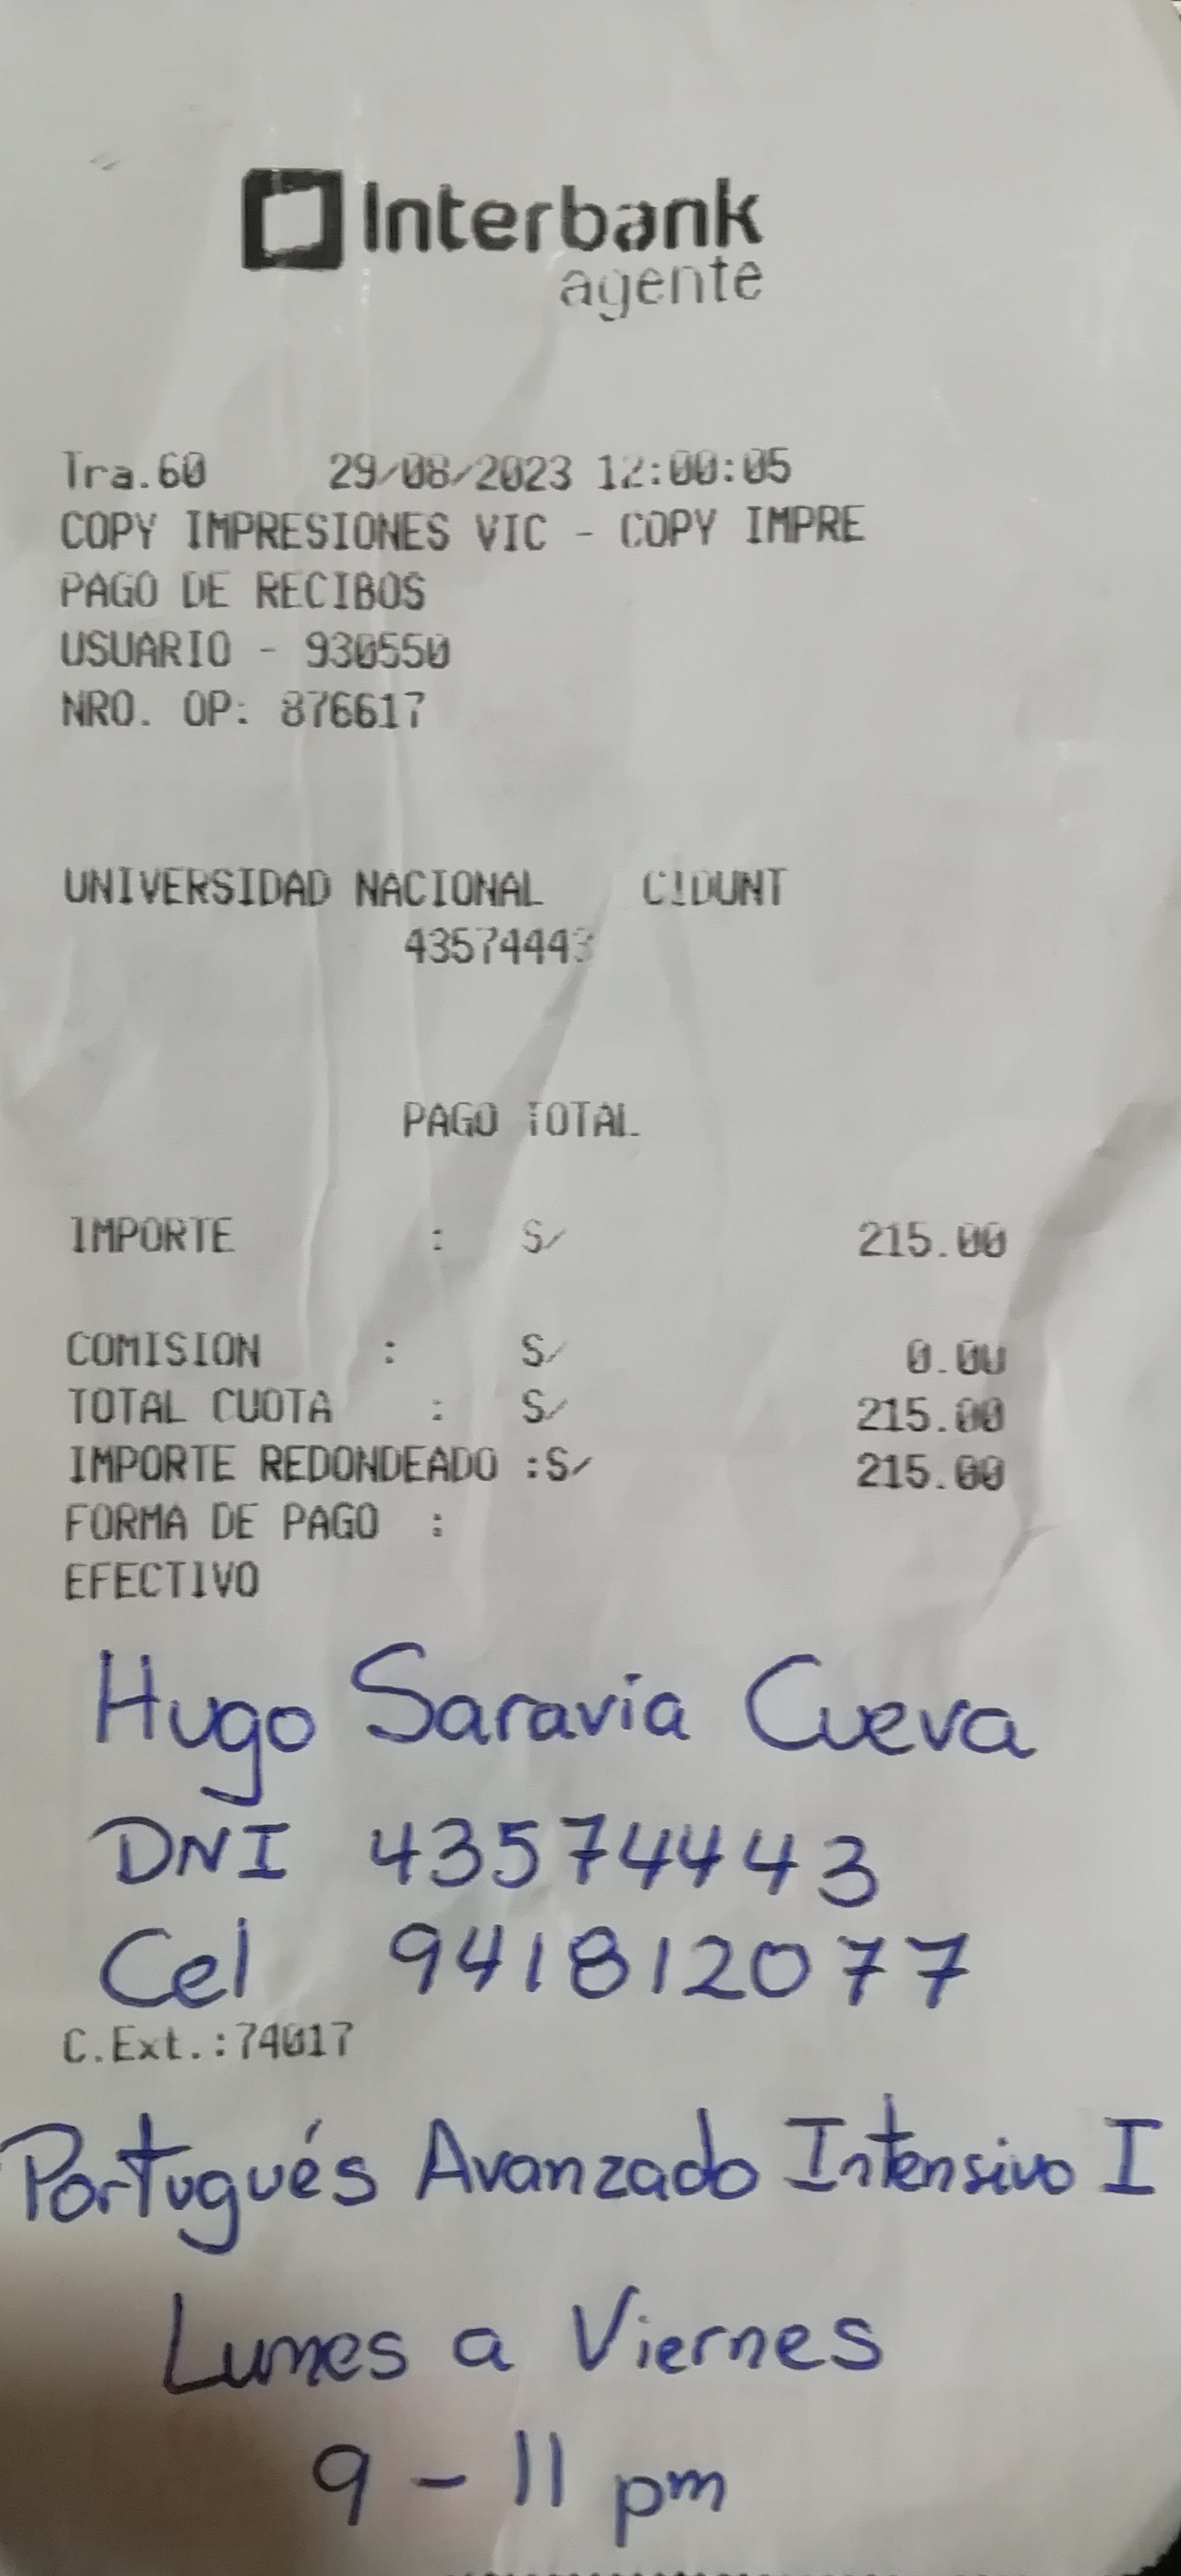 Interbank
agente
Tra.60 29/08/2023 12:00:05
COPY IMPRESIONES VIC - COPY IMPRE
PAGO DE RECIBOS
USUARIO - 930550
NRO. OP: 876617
UNIVERSIDAD NACIONAL CIDUNT
43574443
PAGO TOTAL
IMPORTE : S/ 215.00
COMISION : S/ 0.00
TOTAL CUOTA : S/ 215.00
IMPORTE REDONDEADO :S/ 215.00
FORMA DE PAGO :
EFECTIVO
Hugo Saravia Cueva
DNI 43574443
Cel 941812077
C.Ext.:74017
Portugués Avanzado Intensivo I
Lunes a Viernes
9 - 11 pm